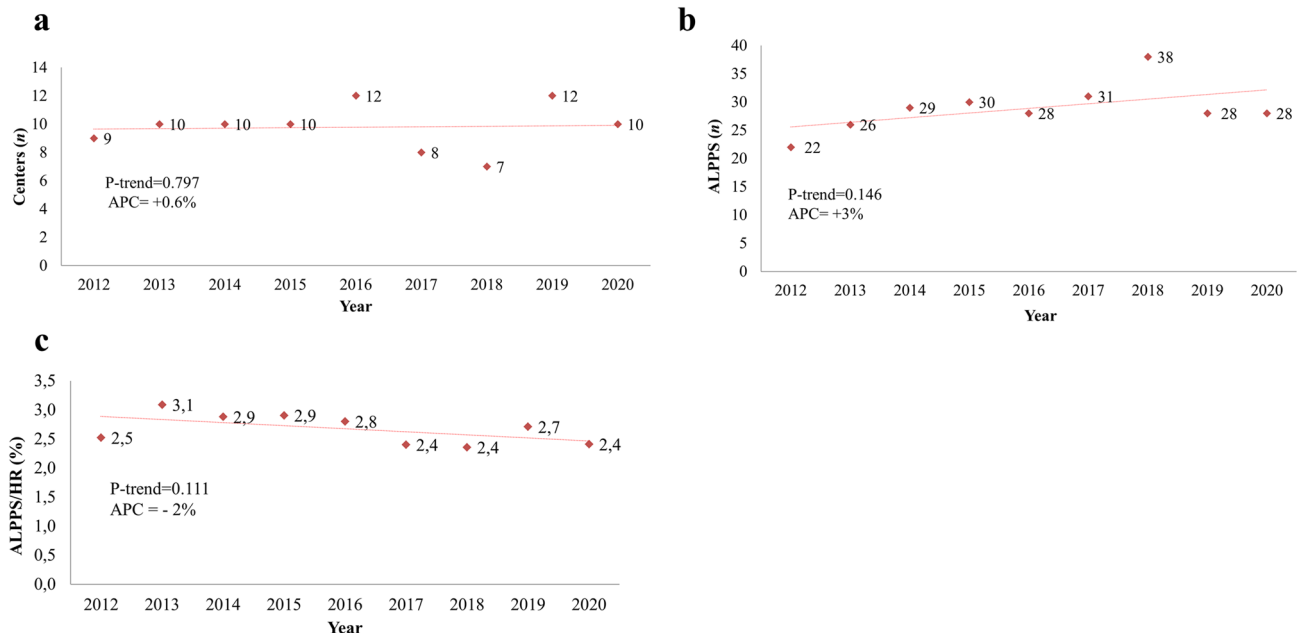 a
14
12
10
8
6
4
2
0
Centers (n)
9
10
10
10
12
8
7
12
10
P-trend=0.797
APC= +0.6%
2012 2013 2014 2015 2016 2017 2018 2019 2020
Year
b
40
35
30
25
20
15
10
5
0
ALPPS (n)
22
26
29
30
28
31
38
28
28
P-trend=0.146
APC= +3%
2012 2013 2014 2015 2016 2017 2018 2019 2020
Year
c
3,5
3,0
2,5
2,0
1,5
1,0
0,5
0,0
ALPPS/HR (%)
2,5
3,1
2,9
2,9
2,8
2,4
2,4
2,7
2,4
P-trend=0.111
APC = - 2%
2012 2013 2014 2015 2016 2017 2018 2019 2020
Year